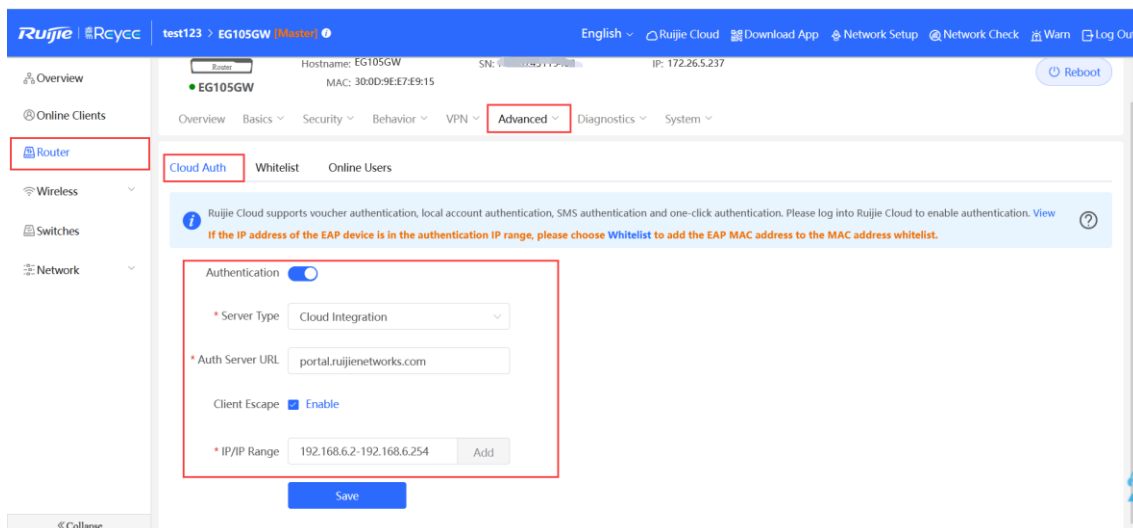 Ruijie | Rcycc test123 > EG105GW [Master] English Ruijie Cloud Download App Network Setup Network Check Warn Log Out
Overview
Online Clients
Router
Wireless
Switches
Network
Collapse
Router
EG105GW
Hostname: EG105GW SN: IP: 172.26.5.237
MAC: 30:0D:9E:E7:E9:15
Reboot
Overview Basics Security Behavior VPN Advanced Diagnostics System
Cloud Auth Whitelist Online Users
Ruijie Cloud supports voucher authentication, local account authentication, SMS authentication and one-click authentication. Please log into Ruijie Cloud to enable authentication. View
If the IP address of the EAP device is in the authentication IP range, please choose Whitelist to add the EAP MAC address to the MAC address whitelist.
Authentication
* Server Type Cloud Integration
* Auth Server URL portal.ruijienetworks.com
Client Escape Enable
* IP/IP Range 192.168.6.2-192.168.6.254 Add
Save